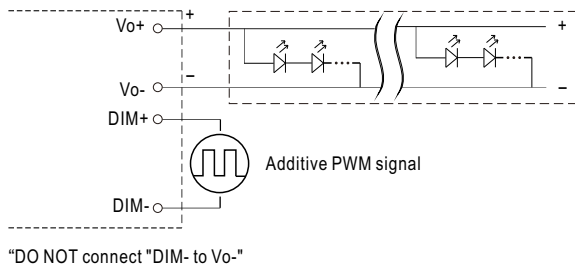 Vo+
+
+
Vo-
–
–
DIM+
Additive PWM signal
DIM-
“DO NOT connect "DIM- to Vo-"